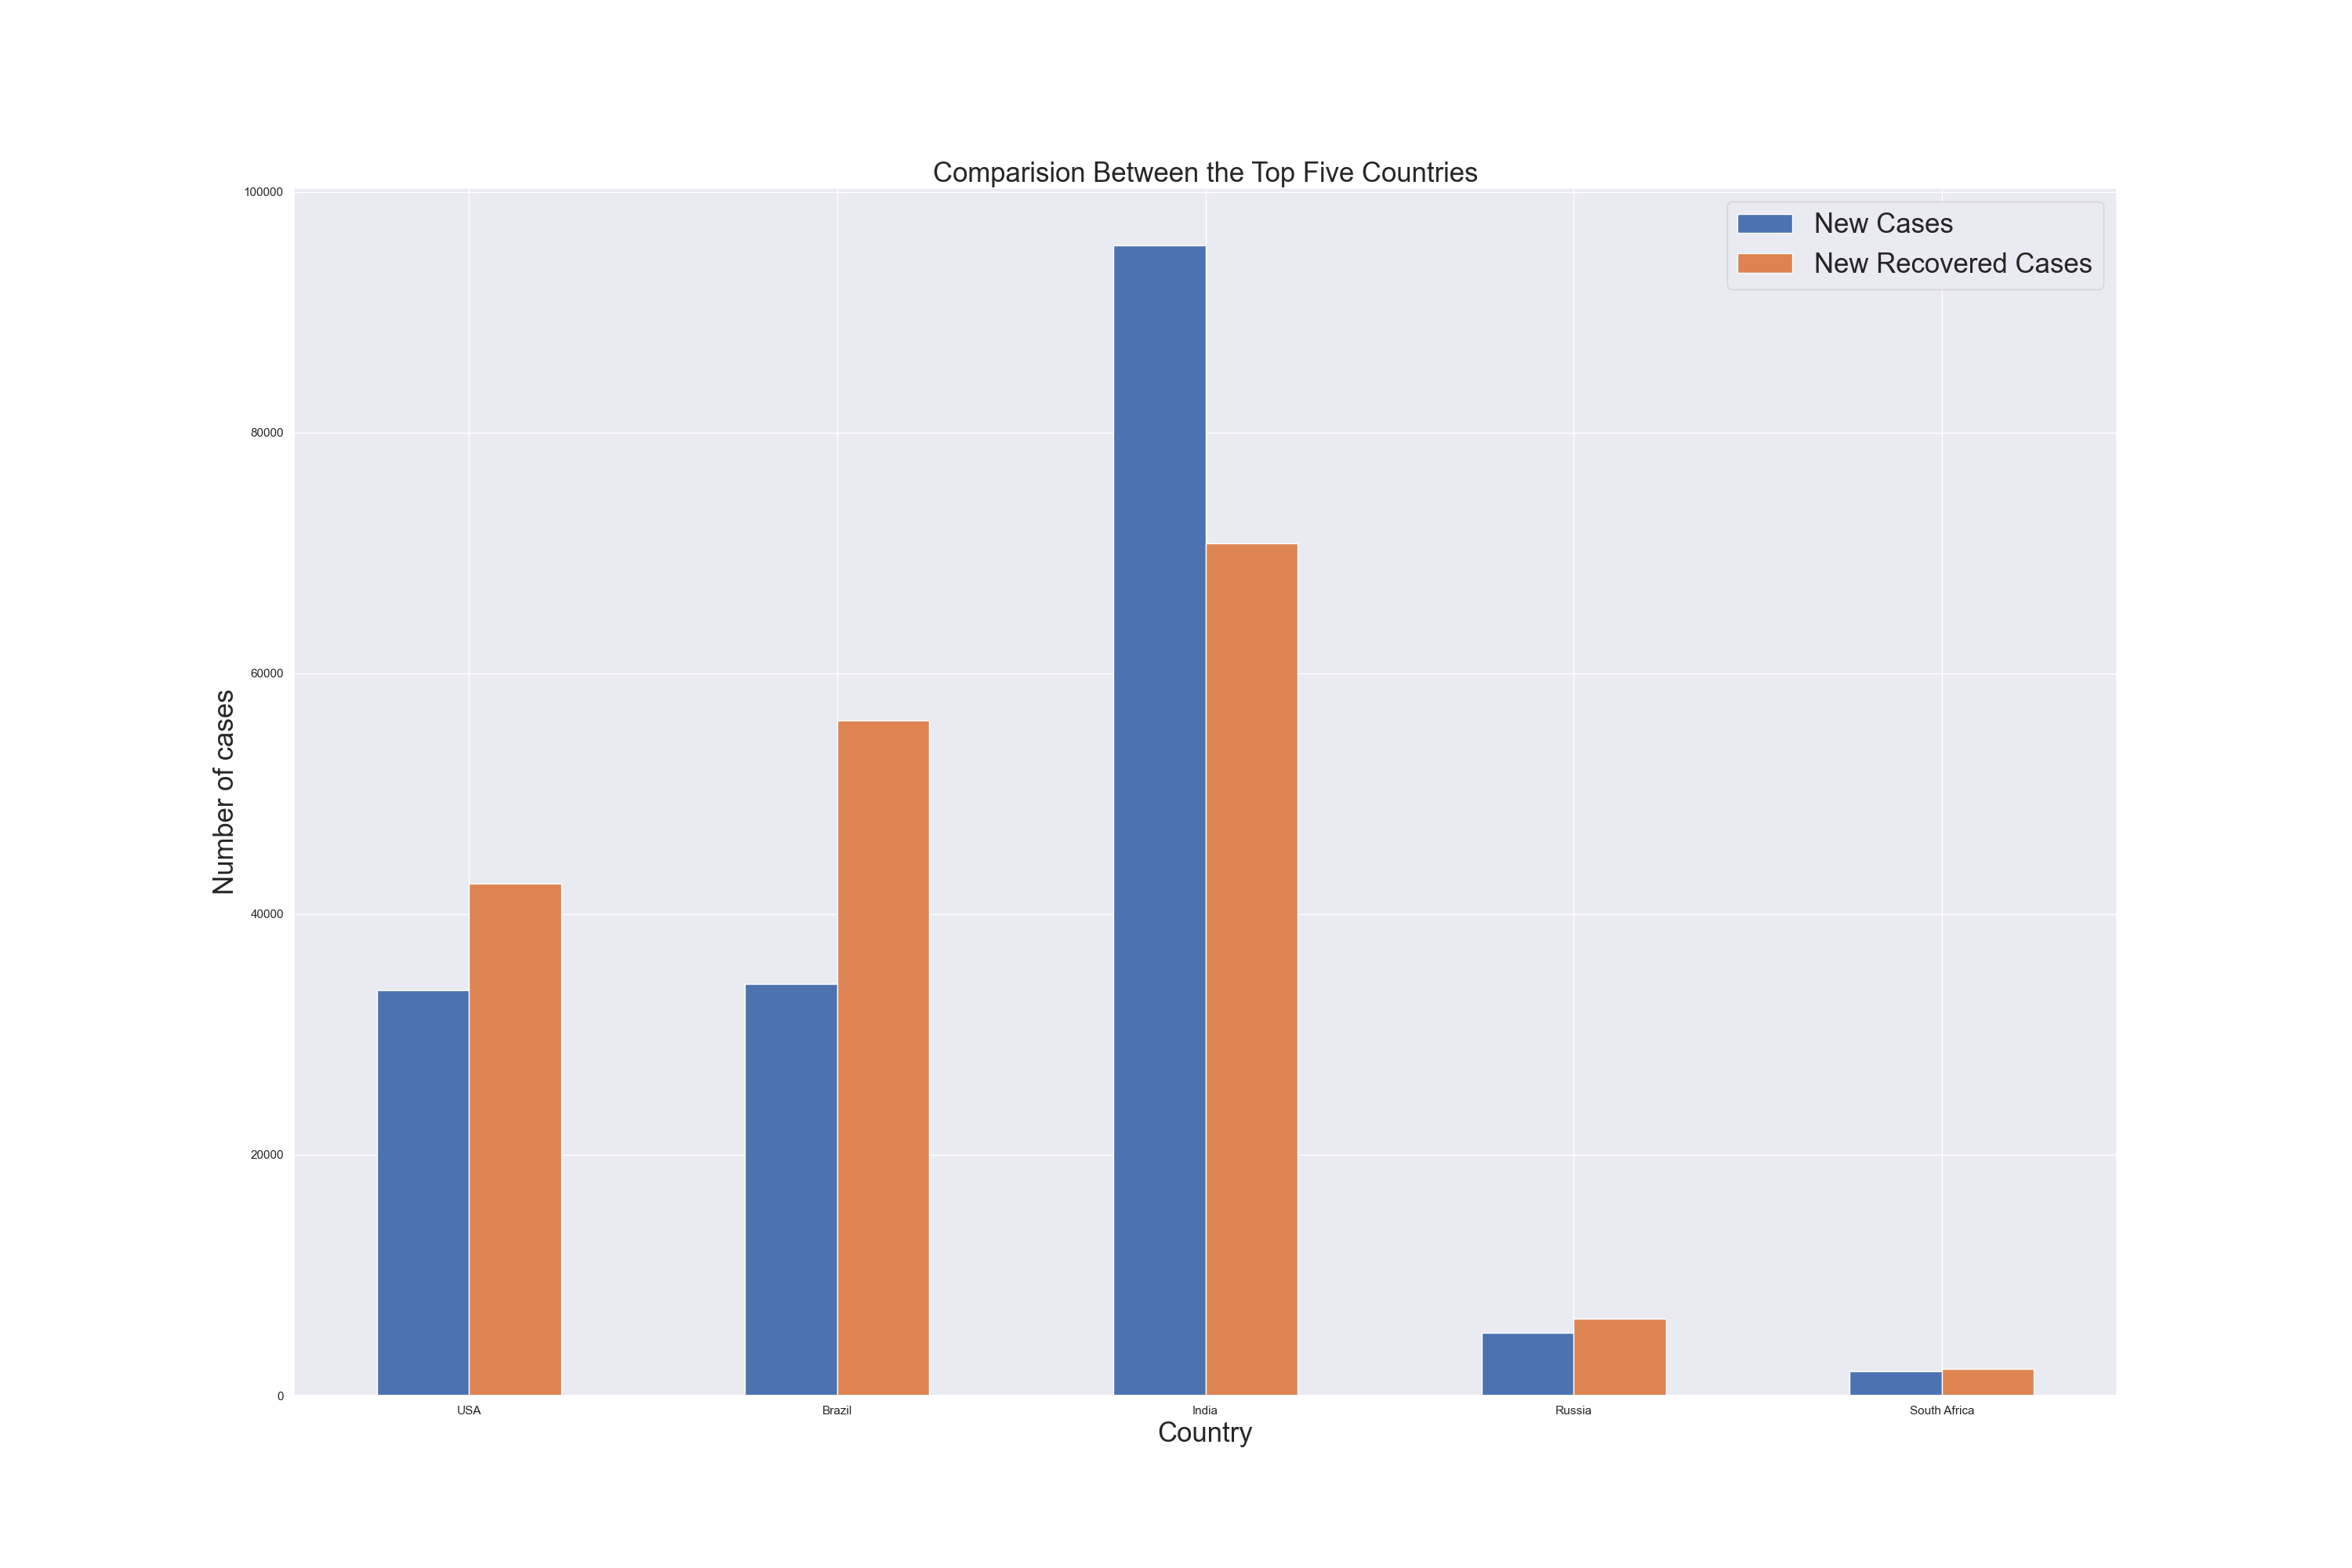 Comparision Between the Top Five Countries
New Cases
New Recovered Cases
100000
80000
60000
40000
20000
0
Number of cases
USA
Brazil
India
Russia
South Africa
Country